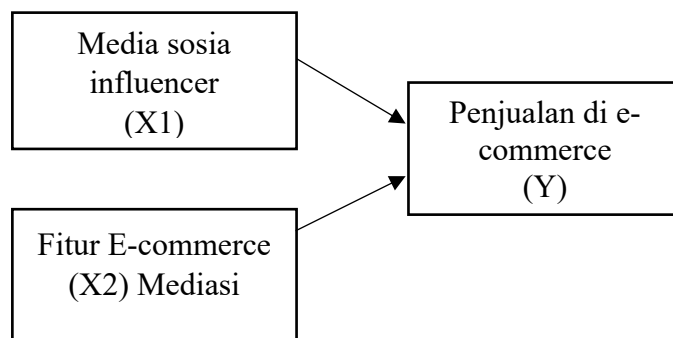 Media sosia
influencer
(X1)
Penjualan di e-
commerce
(Y)
Fitur E-commerce
(X2) Mediasi